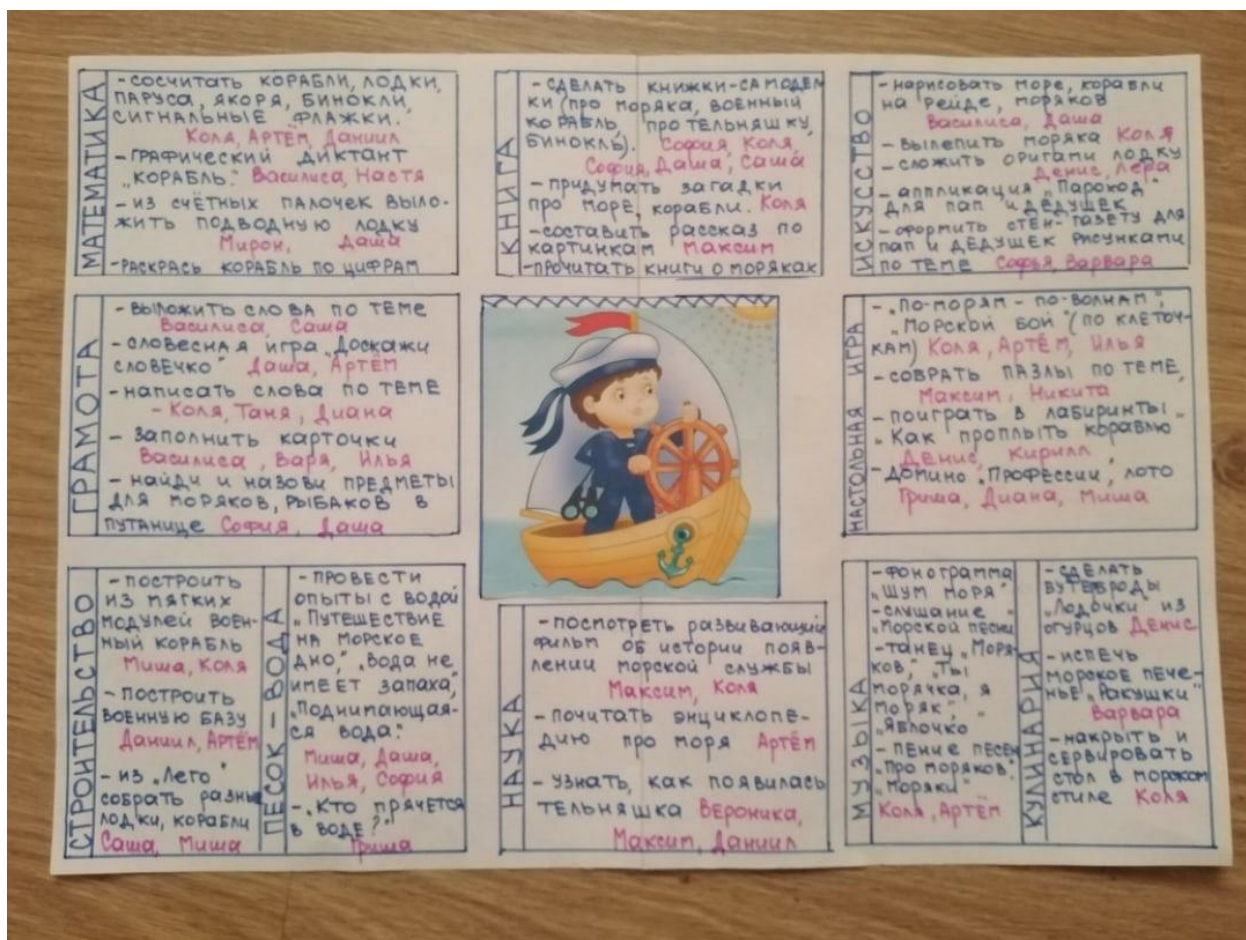 МАТЕМАТИКА
- СОСЧИТАТЬ КОРАБЛИ, ЛОДКИ,
ПАРУСА, ЯКОРЯ, БИНОКЛИ,
СИГНАЛЬНЫЕ ФЛАЖКИ.
Коля, Артём, Даниил
- ГРАФИЧЕСКИЙ ДИКТАНТ
„КОРАБЛЬ." Василиса, Настя
- ИЗ СЧЁТНЫХ ПАЛОЧЕК ВЫЛО-
ЖИТЬ ПОДВОДНУЮ ЛОДКУ
Мирон, Даша
- РАСКРАСЬ КОРАБЛЬ ПО ЦИФРАМ
КНИГА
- СДЕЛАТЬ КНИЖКИ-САМОДЕЛ
КИ (ПРО МОРЯКА, ВОЕННЫЙ
КОРАБЛЬ, ПРО ТЕЛЬНЯШКУ,
БИНОКЛЬ). София, Коля,
София, Даша, Саша
- ПРИДУМАТЬ ЗАГАДКИ
ПРО МОРЕ, КОРАБЛИ. Коля
- СОСТАВИТЬ РАССКАЗ ПО
КАРТИНКАМ Максим
- ПРОЧИТАТЬ КНИГИ О МОРЯКАХ
ИСКУССТВО
- НАРИСОВАТЬ МОРЕ, КОРАБЛИ
НА РЕЙДЕ, МОРЯКОВ
Василиса, Даша
- ВЫЛЕПИТЬ МОРЯКА Коля
- СЛОЖИТЬ ОРИГАМИ ЛОДКУ
Денис, Лера
- АППЛИКАЦИЯ „Пароход"
ДЛЯ ПАП И ДЕДУШЕК
- ОФОРМИТЬ СТЕН-ГАЗЕТУ ДЛЯ
ПАП И ДЕДУШЕК РИСУНКАМИ
ПО ТЕМЕ Софья, Варвара
ГРАМОТА
- ВЫЛОЖИТЬ СЛОВА ПО ТЕМЕ
Василиса, Саша
- СЛОВЕСНАЯ ИГРА „ДОСКАЖИ
СЛОВЕЧКО" Даша, Артём
- НАПИСАТЬ СЛОВА ПО ТЕМЕ
- Коля, Таня, Диана
- ЗАПОЛНИТЬ КАРТОЧКИ
Василиса, Варя, Илья
- НАЙДИ И НАЗОВИ ПРЕДМЕТЫ
ДЛЯ МОРЯКОВ, РЫБАКОВ В
ПУТАНИЦЕ София, Даша
НАСТОЛЬНАЯ ИГРА
- „ПО-МОРЯМ - ПО-ВОЛНАМ",
„МОРСКОЙ БОЙ" (ПО КЛЕТОЧ-
КАМ) Коля, Артём, Илья
- СОБРАТЬ ПАЗЛЫ ПО ТЕМЕ,
Максим, Никита
- ПОИГРАТЬ В ЛАБИРИНТЫ
„КАК ПРОПЛЫТЬ КОРАБЛЮ"
Денис, Кирилл
- ДОМИНО „ПРОФЕССИИ", ЛОТО
Гриша, Диана, Миша
СТРОИТЕЛЬСТВО
- ПОСТРОИТЬ
ИЗ МЯГКИХ
МОДУЛЕЙ ВОЕН-
НЫЙ КОРАБЛЬ
Миша, Коля
- ПОСТРОИТЬ
ВОЕННУЮ БАЗУ
Даниил, Артём
- ИЗ „Лего"
СОБРАТЬ РАЗНЫ
ЛОДКИ, КОРАБЛИ
Саша, Миша
ПЕСОК - ВОДА
- ПРОВЕСТИ
ОПЫТЫ С ВОДОЙ
„ПУТЕШЕСТВИЕ
НА МОРСКОЕ
ДНО," „ВОДА НЕ
ИМЕЕТ ЗАПАХА",
„ПОДНИМАЮЩАЯ-
СЯ ВОДА".
Миша, Даша,
Илья, София
- „КТО ПРЯЧЕТСЯ
В ВОДЕ?"
Гриша
НАУКА
- ПОСМОТРЕТЬ РАЗВИВАЮЩИЙ
ФИЛЬМ ОБ ИСТОРИИ ПОЯВ-
ЛЕНИИ МОРСКОЙ СЛУЖБЫ
Максим, Коля
- ПОЧИТАТЬ ЭНЦИКЛОПЕ-
ДИЮ ПРО МОРЯ Артём
- УЗНАТЬ, КАК ПОЯВИЛАСЬ
ТЕЛЬНЯШКА Вероника,
Максим, Даниил
МУЗЫКА
- ФОНОГРАММА
„ШУМ МОРЯ"
- СЛУШАНИЕ
„МОРСКОЙ ПЕСНИ
- ТАНЕЦ „МОРЯ-
КОВ", „ТЫ
МОРЯЧКА, Я
МОРЯК",
„ЯБЛОЧКО
- ПЕНИЕ ПЕСЕН
„ПРО МОРЯКОВ".
„МОРЯКИ"
Коля, Артём
КУЛИНАРИЯ
- СДЕЛАТЬ
БУТЕБРОДЫ
„ЛОДОЧКИ" ИЗ
ОГУРЦОВ Денис
- ИСПЕЧЬ
МОРСКОЕ ПЕЧЕ-
НЬЕ „РАКУШКИ"
Варвара
- НАКРЫТЬ И
СЕРВИРОВАТЬ
СТОЛ В МОРСКОМ
СТИЛЕ Коля